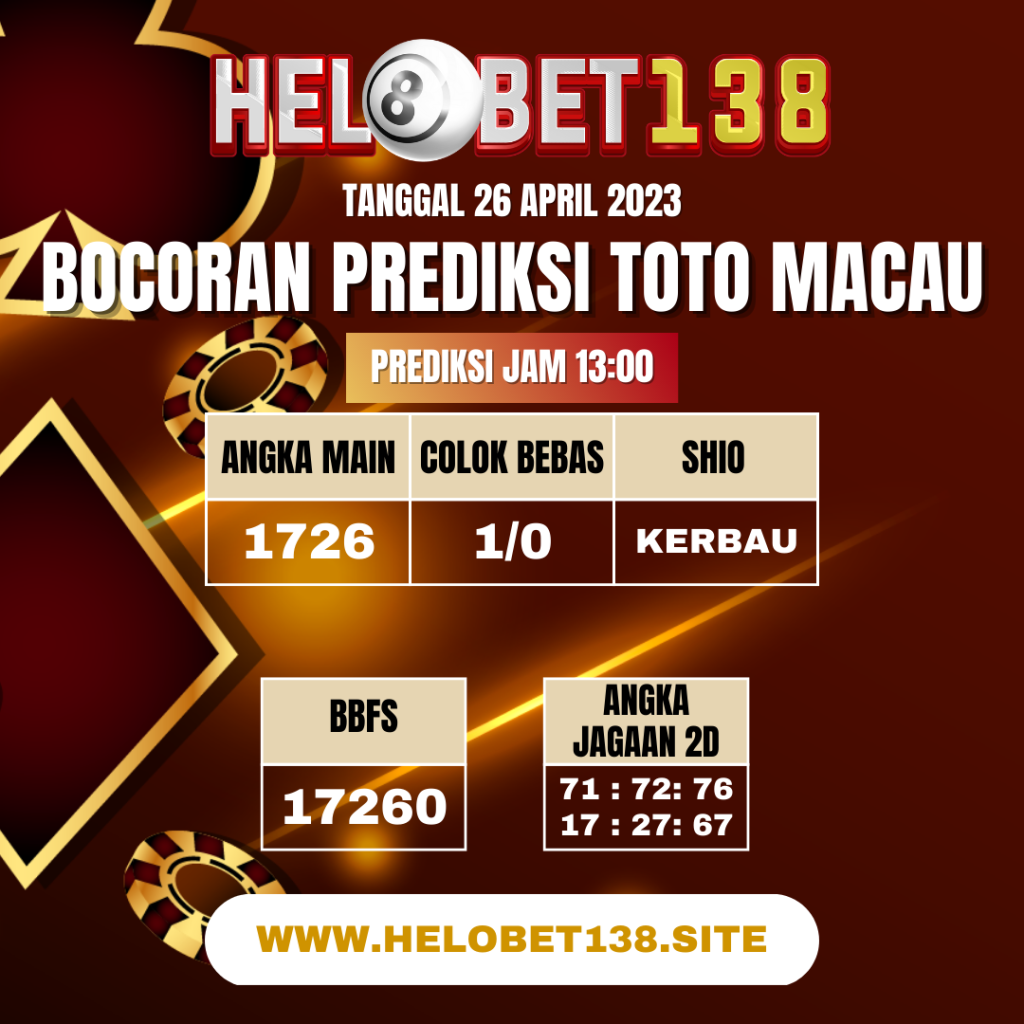 HELOBET138
TANGGAL 26 APRIL 2023
BOCORAN PREDIKSI TOTO MACAU
PREDIKSI JAM 13:00
ANGKA MAIN COLOK BEBAS SHIO
1726 1/0 KERBAU
BBFS
17260
ANGKA
JAGAAN 2D
71 : 72: 76
17 : 27: 67
WWW.HELOBET138.SITE